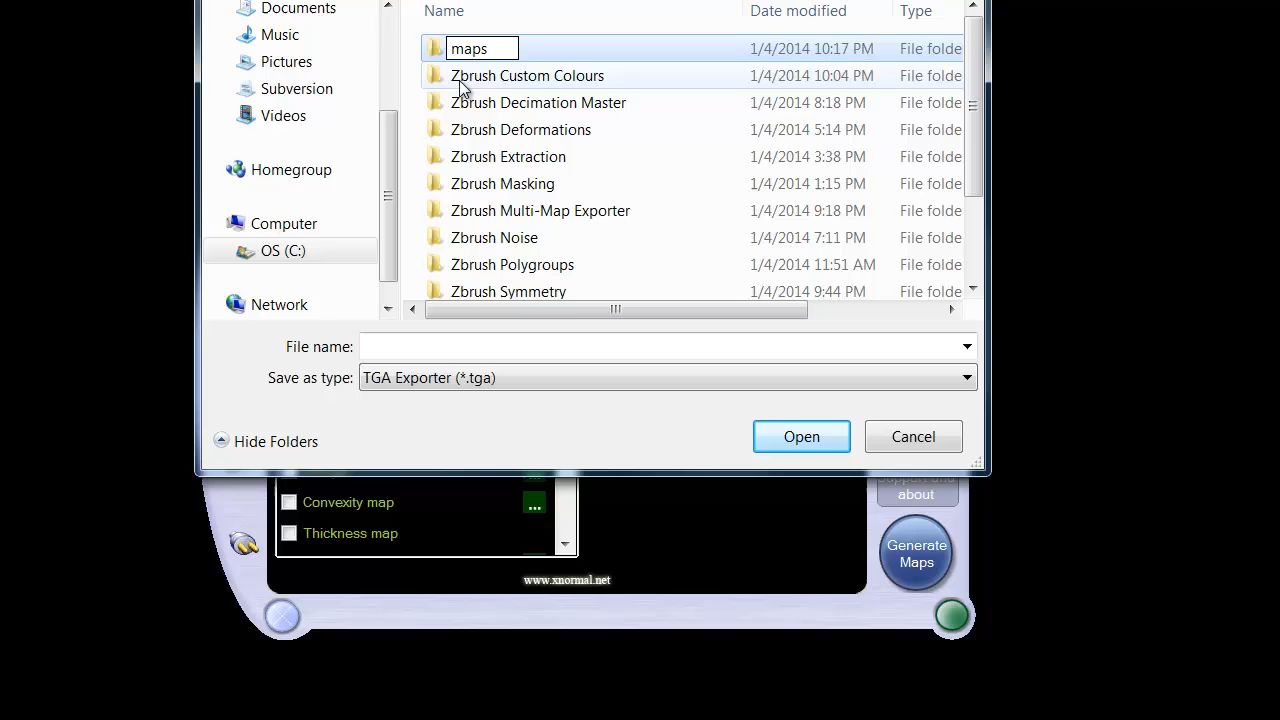 Documents
Music
Pictures
Subversion
Videos
Homegroup
Computer
OS (C:)
Network
Name Date modified Type
maps 1/4/2014 10:17 PM File folde
Zbrush Custom Colours 1/4/2014 10:04 PM File folde
Zbrush Decimation Master 1/4/2014 8:18 PM File folde
Zbrush Deformations 1/4/2014 5:14 PM File folde
Zbrush Extraction 1/4/2014 3:38 PM File folde
Zbrush Masking 1/4/2014 1:15 PM File folde
Zbrush Multi-Map Exporter 1/4/2014 9:18 PM File folde
Zbrush Noise 1/4/2014 7:11 PM File folde
Zbrush Polygroups 1/4/2014 11:51 AM File folde
Zbrush Symmetry 1/4/2014 9:44 PM File folde
File name:
Save as type: TGA Exporter (*.tga)
Hide Folders Open Cancel
Support and
about
Convexity map ...
Thickness map
Generate
Maps
www.xnormal.net